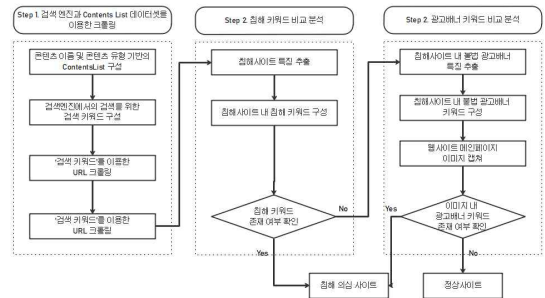 Step 1. 검색 엔진과 Contents List 데이터셋를
이용한 크롤링
콘텐츠 이름 및 콘텐츠 유형 기반의
ContentsList 구성
검색엔진에서의 검색을 위한
검색 키워드 구성
'검색 키워드'를 이용한
URL 크롤링
'검색 키워드'를 이용한
URL 크롤링
Step 2. 침해 키워드 비교 분석
침해사이트 특징 추출
침해사이트 내 침해 키워드 구성
침해 키워드
존재 여부 확인
No
Yes
침해 의심 사이트
Step 2. 광고배너 키워드 비교 분석
침해사이트 내 불법 광고배너
특징 추출
침해사이트 내 불법 광고배너
키워드 구성
웹사이트 메인페이지
이미지 캡쳐
이미지 내
광고배너 키워드
존재 여부 확인
Yes
No
정상사이트